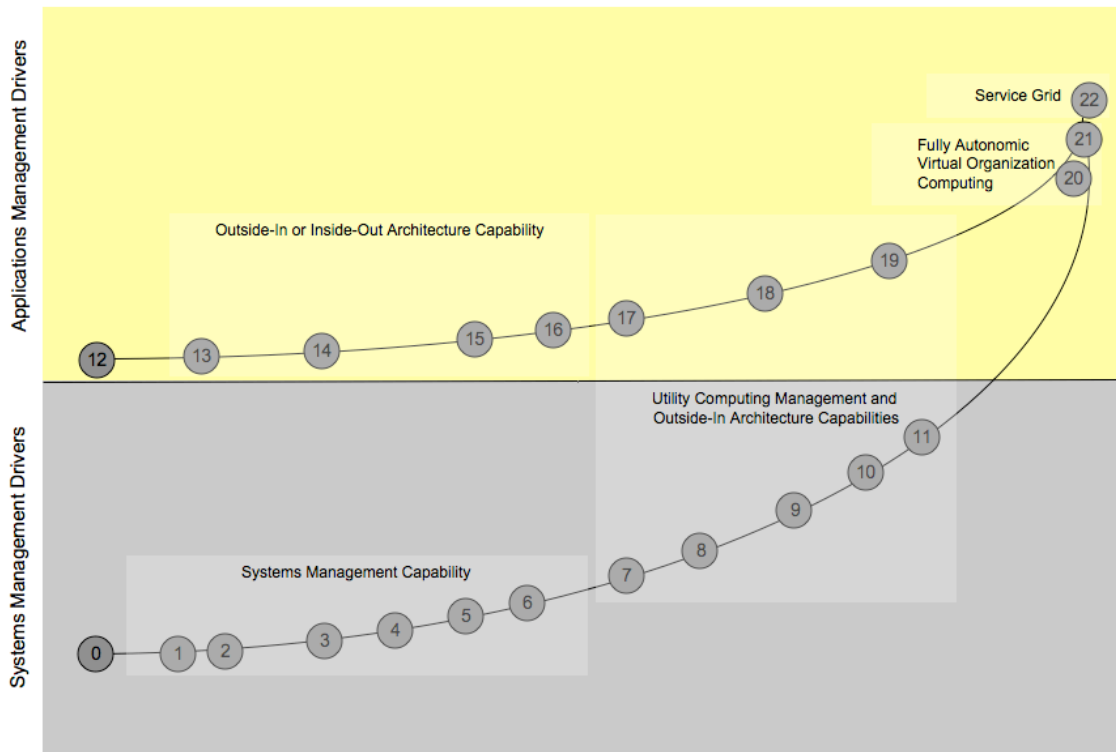 Applications Management Drivers
Service Grid
22
21
Fully Autonomic
Virtual Organization
Computing
20
Outside-In or Inside-Out Architecture Capability
19
18
17
16
15
14
13
12
Utility Computing Management and
Outside-In Architecture Capabilities
Systems Management Drivers
11
10
9
8
7
Systems Management Capability
6
5
4
3
2
1
0